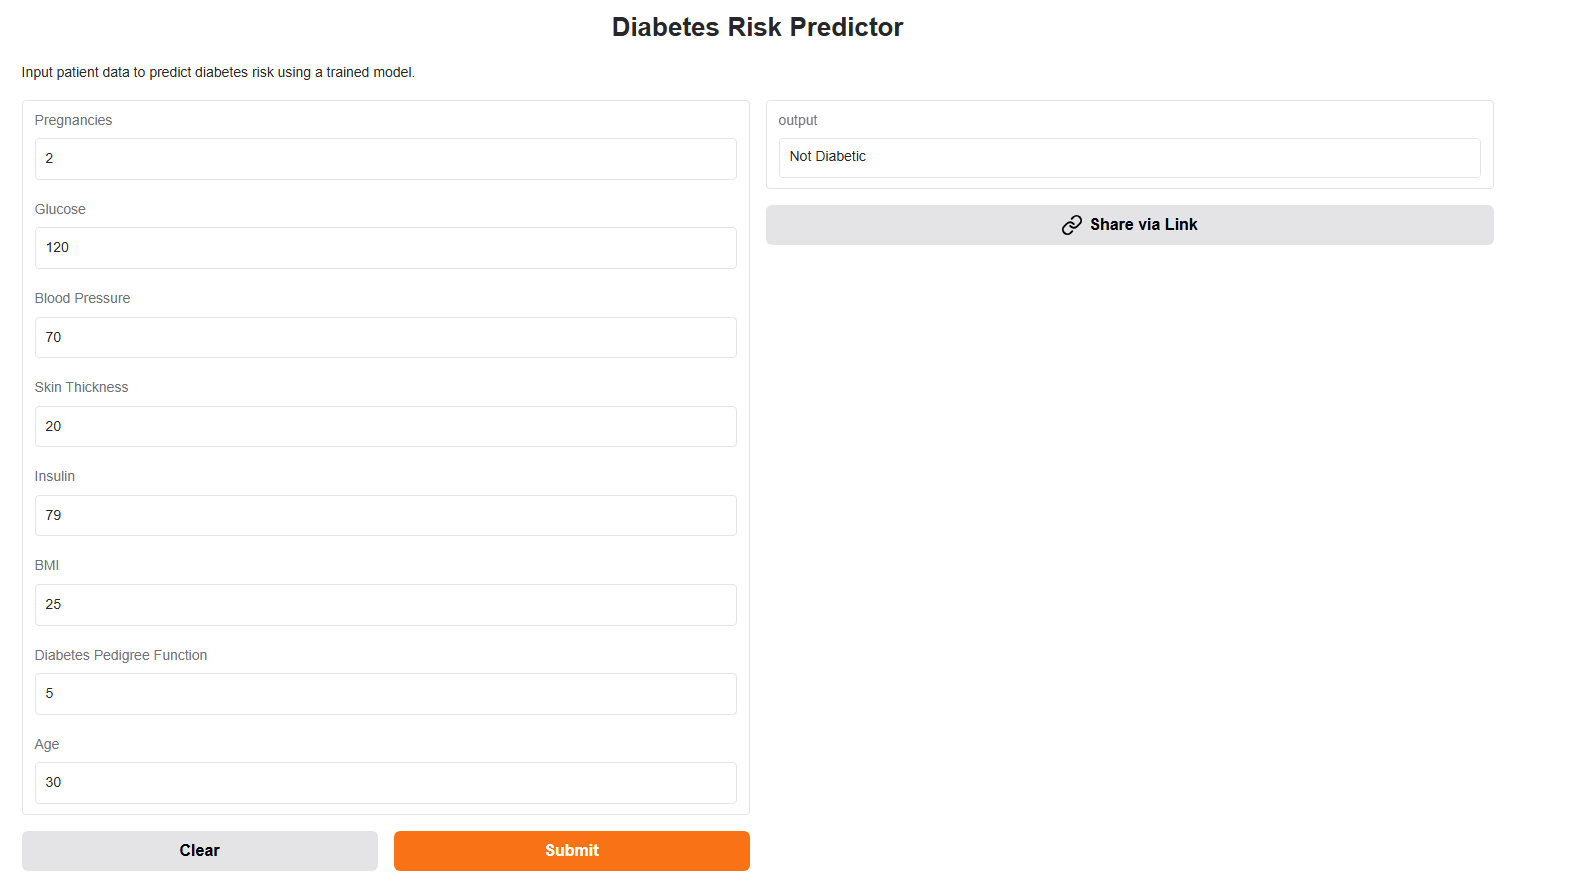 Diabetes Risk Predictor
Input patient data to predict diabetes risk using a trained model.
Pregnancies
2
Glucose
120
Blood Pressure
70
Skin Thickness
20
Insulin
79
BMI
25
Diabetes Pedigree Function
5
Age
30
Clear
Submit
output
Not Diabetic
Share via Link